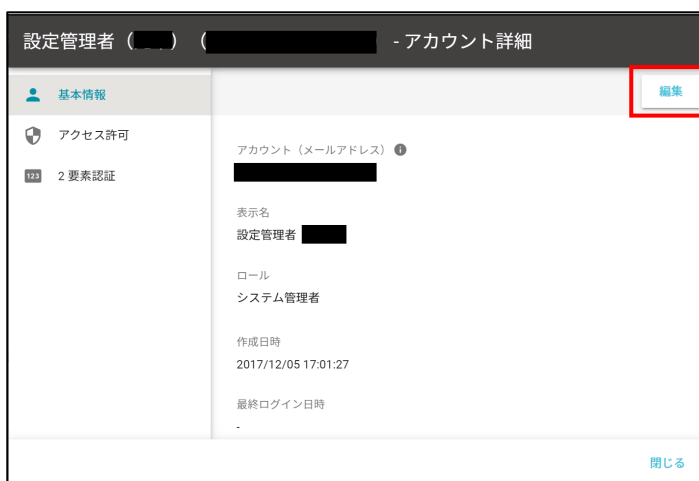 設定管理者（　　）（　　　　　　　　- アカウント詳細
編集
基本情報
アクセス許可
123 2 要素認証
アカウント（メールアドレス）
表示名
設定管理者
ロール
システム管理者
作成日時
2017/12/05 17:01:27
最終ログイン日時
-
閉じる